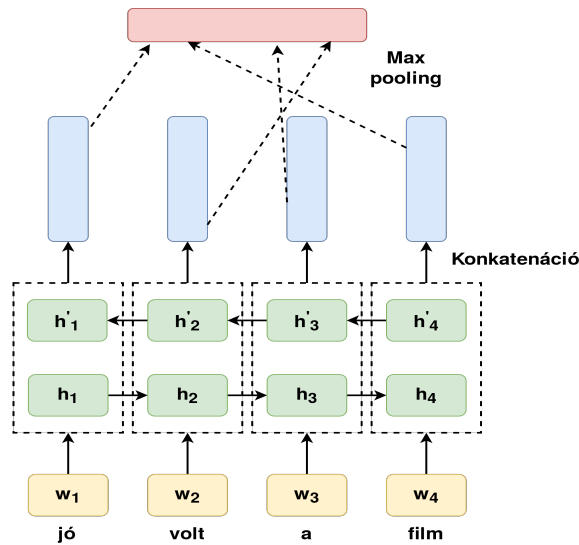 Max
pooling
Konkatenáció
h'1 h'2 h'3 h'4
h1 h2 h3 h4
w1 w2 w3 w4
jó volt a film